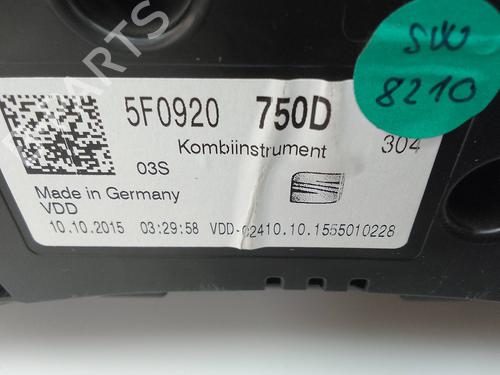 SW
8210
5F0920 750D
Kombiinstrument 304
03S
Made in Germany
VDD
10.10.2015 03:29:58 VDD-02410.10.1555010228
PARTS